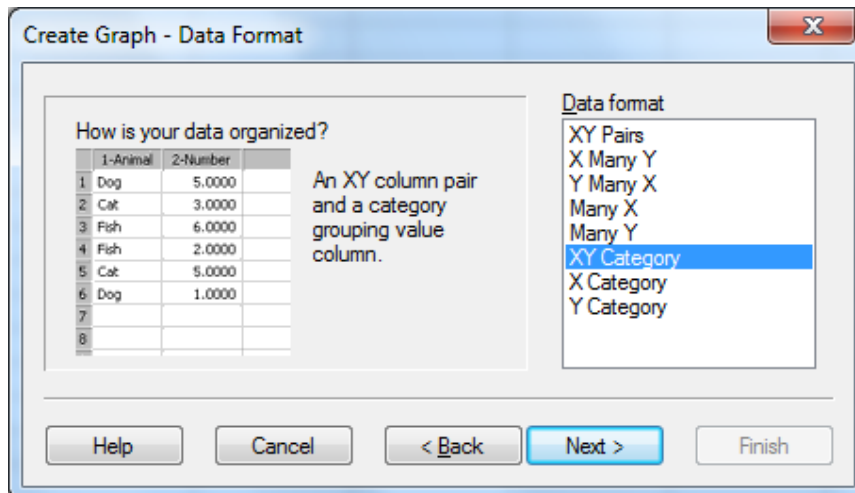 Create Graph - Data Format
X
How is your data organized?
1-Animal 2-Number
1 Dog 5.0000
2 Cat 3.0000
3 Fish 6.0000
4 Fish 2.0000
5 Cat 5.0000
6 Dog 1.0000
7
8
An XY column pair
and a category
grouping value
column.
Data format
XY Pairs
X Many Y
Y Many X
Many X
Many Y
XY Category
X Category
Y Category
Help Cancel < Back Next > Finish